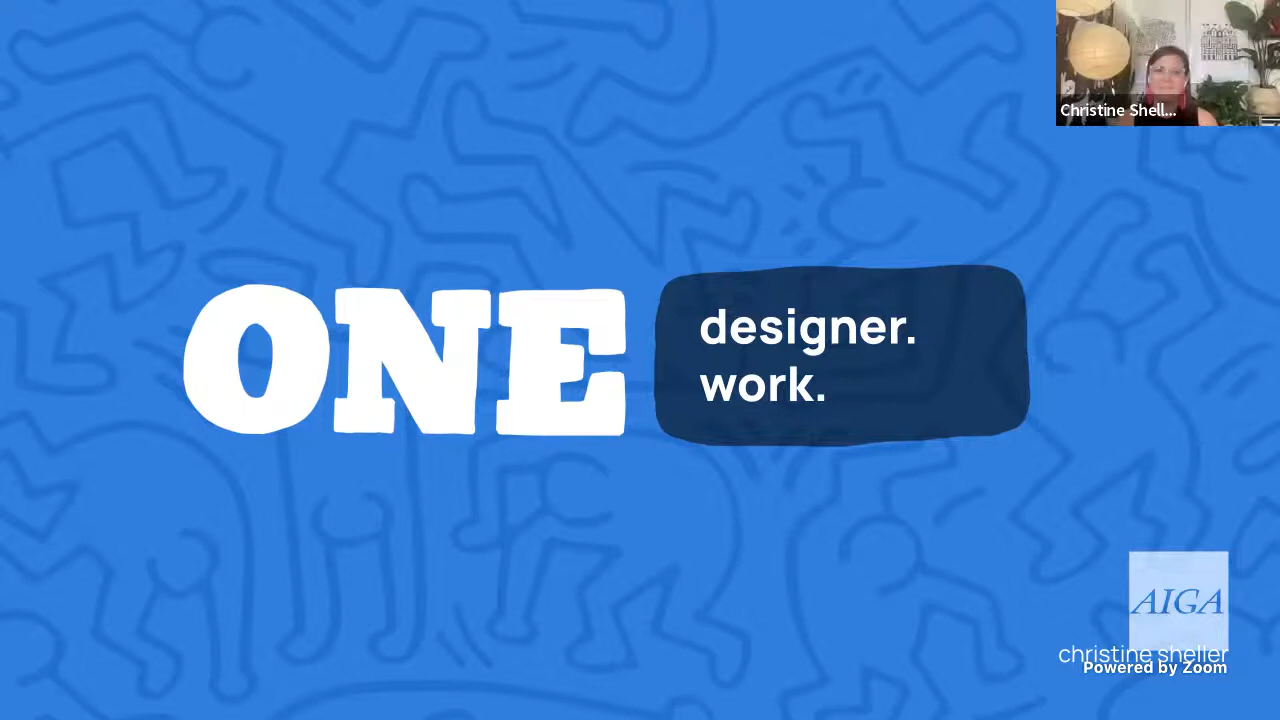 Christine Shell...
ONE
designer.
work.
AIGA
christine sheller
Powered by Zoom